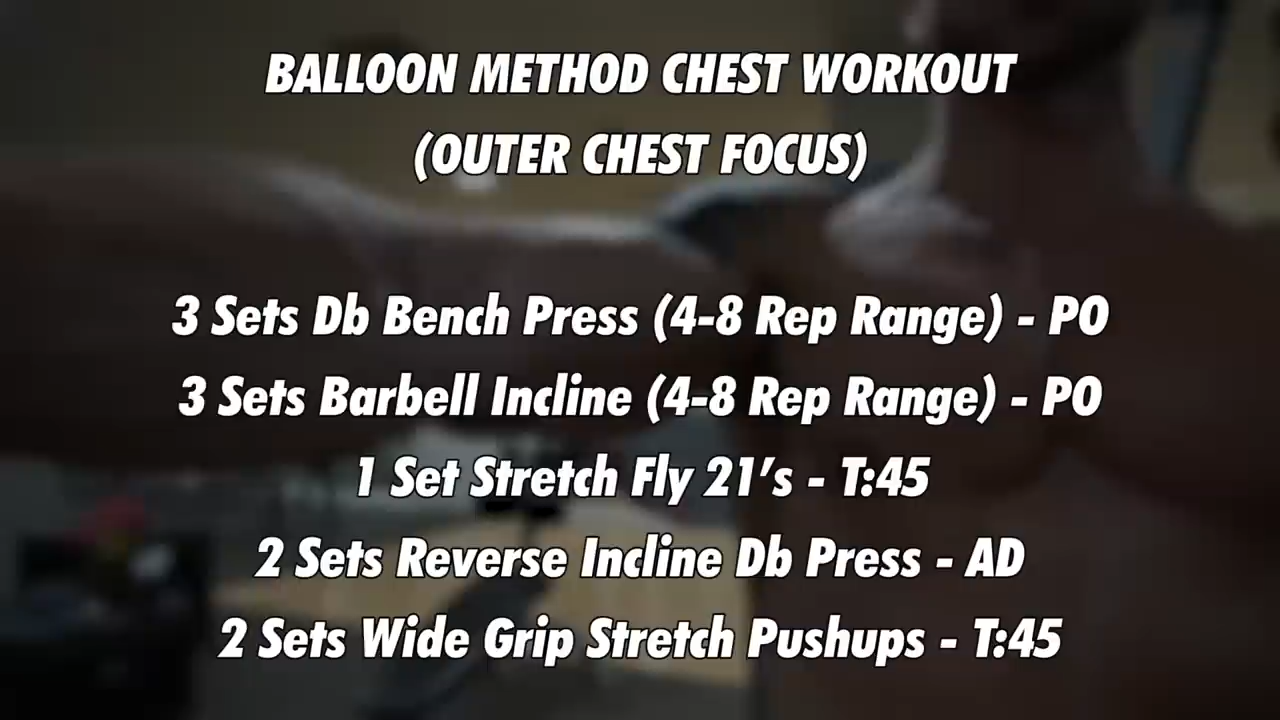 BALLOON METHOD CHEST WORKOUT
(OUTER CHEST FOCUS)
3 Sets Db Bench Press (4-8 Rep Range) - PO
3 Sets Barbell Incline (4-8 Rep Range) - PO
1 Set Stretch Fly 21’s - T:45
2 Sets Reverse Incline Db Press - AD
2 Sets Wide Grip Stretch Pushups - T:45